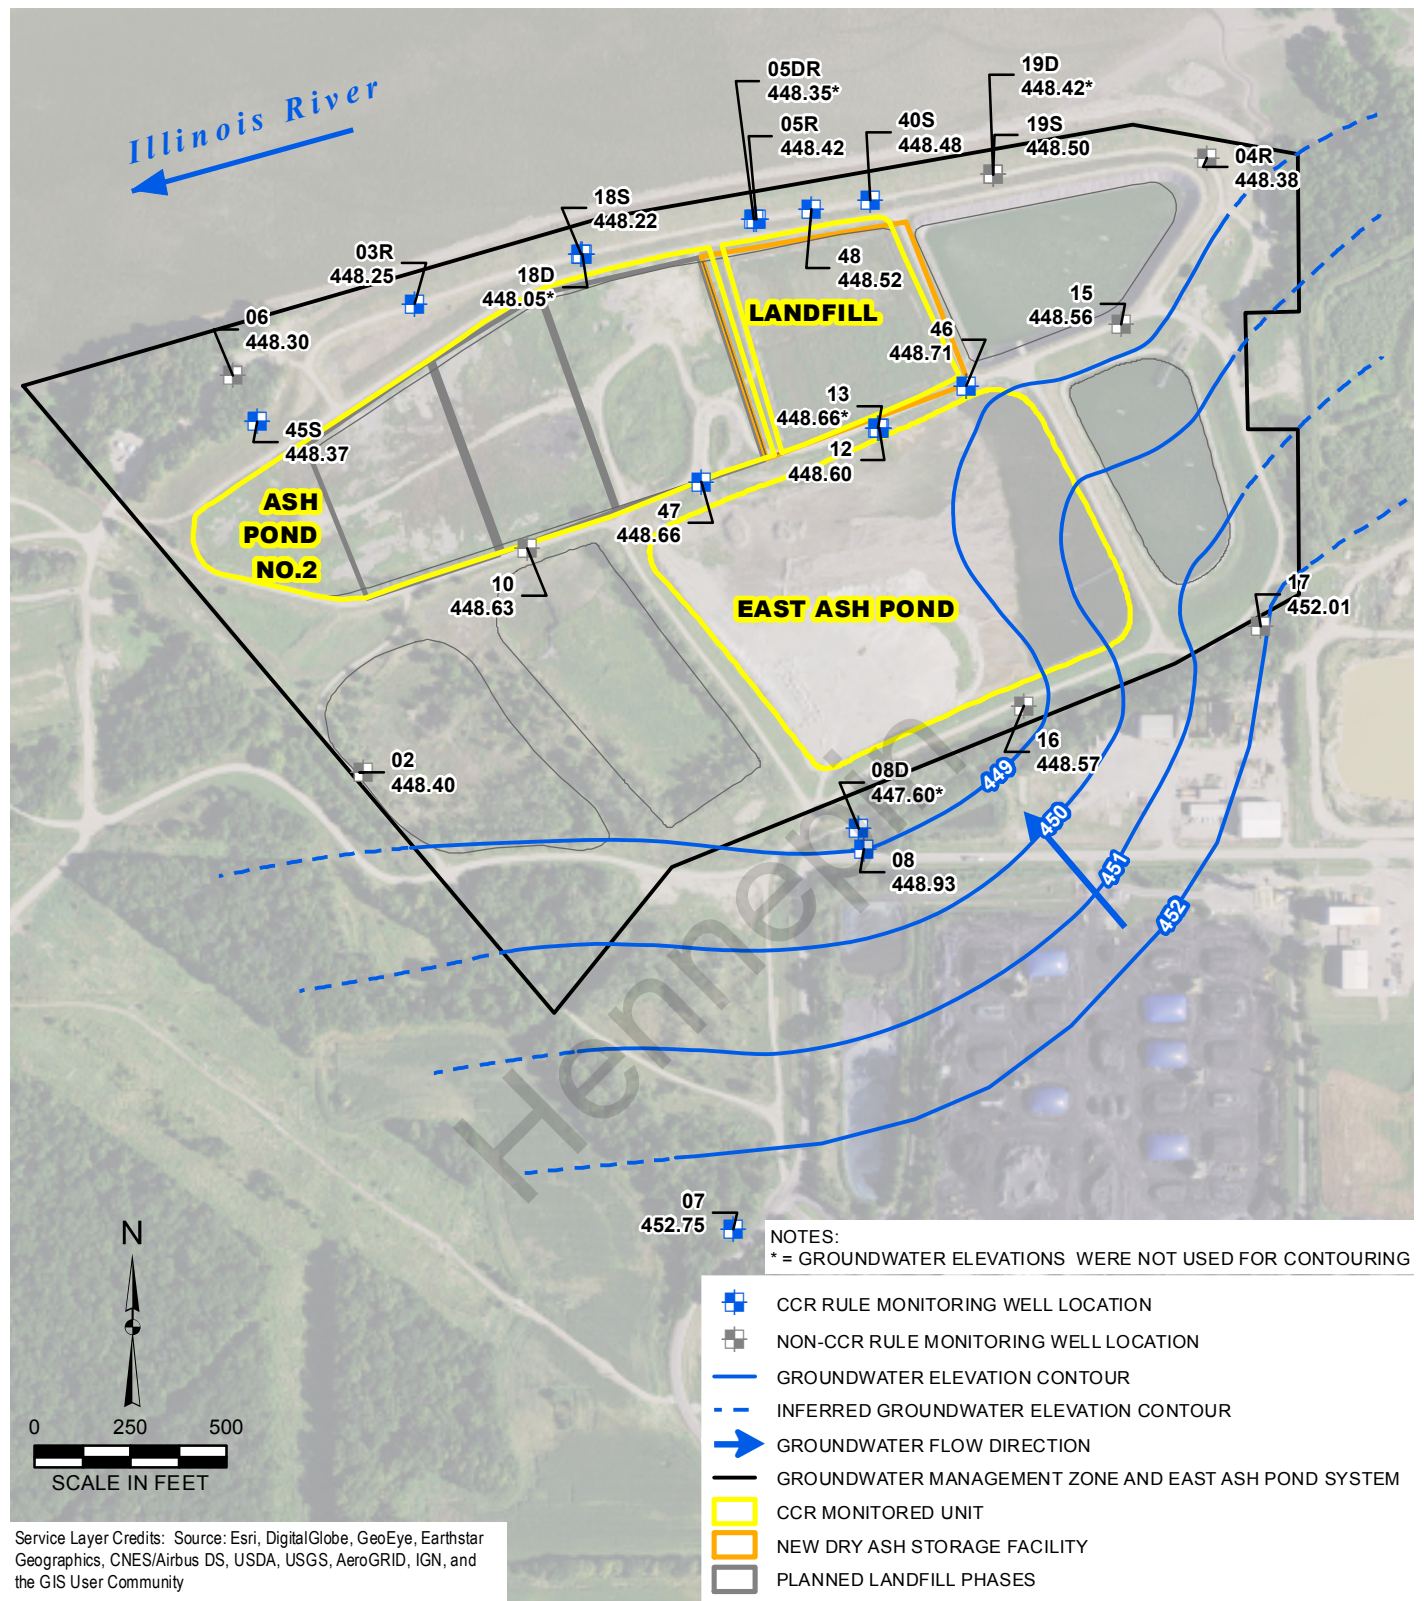 Illinois River
05DR
448.35*
05R
448.42
40S
448.48
19D
448.42*
19S
448.50
04R
448.38
18S
448.22
03R
448.25
18D
448.05*
48
448.52
06
448.30
LANDFILL
15
448.56
46
448.71
13
448.66*
12
448.60
45S
448.37
ASH
POND
NO.2
47
448.66
10
448.63
EAST ASH POND
17
452.01
02
448.40
16
448.57
08D
447.60*
08
448.93
449
450
451
452
Hennepin
07
452.75
N
0 250 500
SCALE IN FEET
NOTES:
* = GROUNDWATER ELEVATIONS WERE NOT USED FOR CONTOURING
CCR RULE MONITORING WELL LOCATION
NON-CCR RULE MONITORING WELL LOCATION
GROUNDWATER ELEVATION CONTOUR
INFERRED GROUNDWATER ELEVATION CONTOUR
GROUNDWATER FLOW DIRECTION
GROUNDWATER MANAGEMENT ZONE AND EAST ASH POND SYSTEM
CCR MONITORED UNIT
NEW DRY ASH STORAGE FACILITY
PLANNED LANDFILL PHASES
Service Layer Credits: Source: Esri, DigitalGlobe, GeoEye, Earthstar
Geographics, CNES/Airbus DS, USDA, USGS, AeroGRID, IGN, and
the GIS User Community